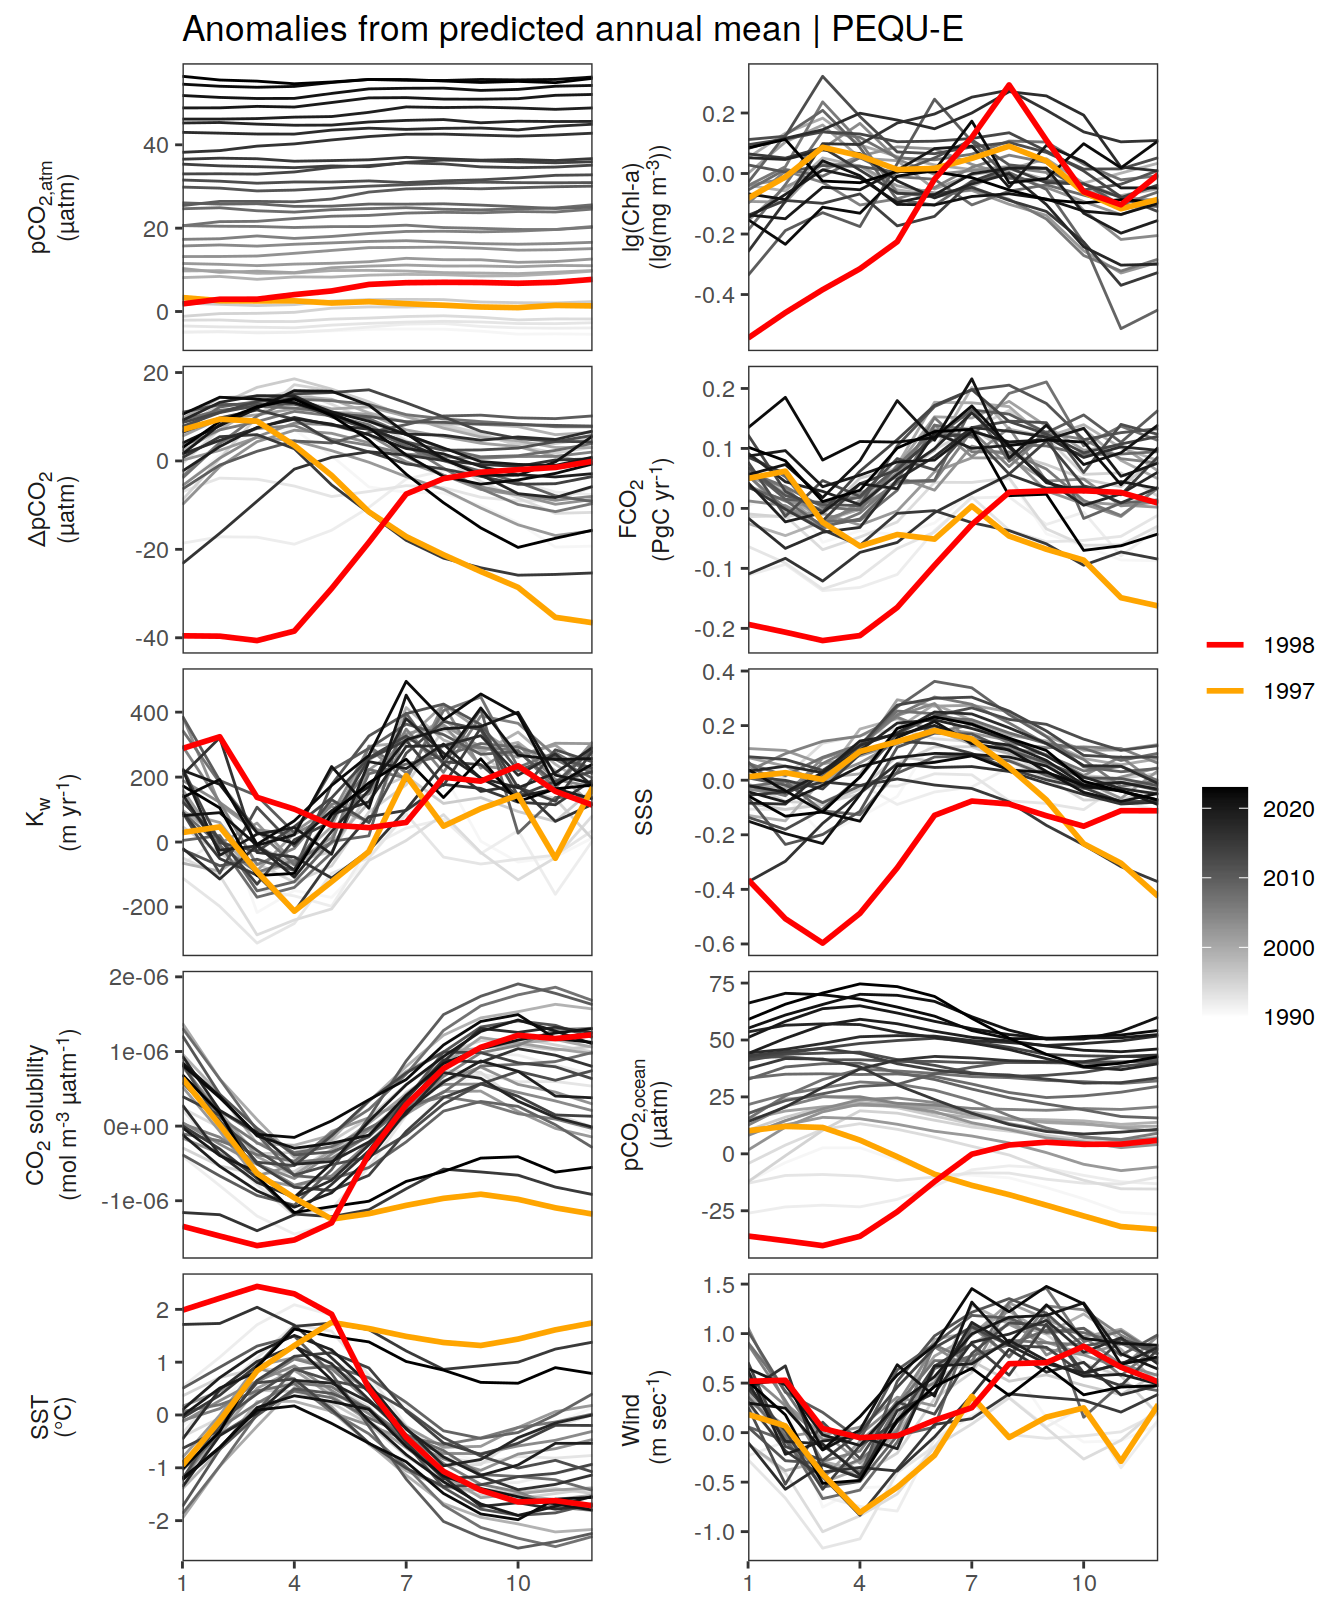 Anomalies from predicted annual mean | PEQU-E
pCO2,atm
(µatm)
40
20
0
lg(Chl-a)
(lg(mg m-3))
0.2
0.0
-0.2
-0.4
ΔpCO2
(µatm)
20
0
-20
-40
FCO2
(PgC yr-1)
0.2
0.1
0.0
-0.1
-0.2
Kw
(m yr-1)
400
200
0
-200
SSS
0.4
0.2
0.0
-0.2
-0.4
-0.6
CO2 solubility
(mol m-3 µatm-1)
2e-06
1e-06
0e+00
-1e-06
pCO2,ocean
(µatm)
75
50
25
0
-25
SST
(°C)
2
1
0
-1
-2
1
4
7
10
Wind
(m sec-1)
1.5
1.0
0.5
0.0
-0.5
-1.0
1
4
7
10
1998
1997
2020
2010
2000
1990